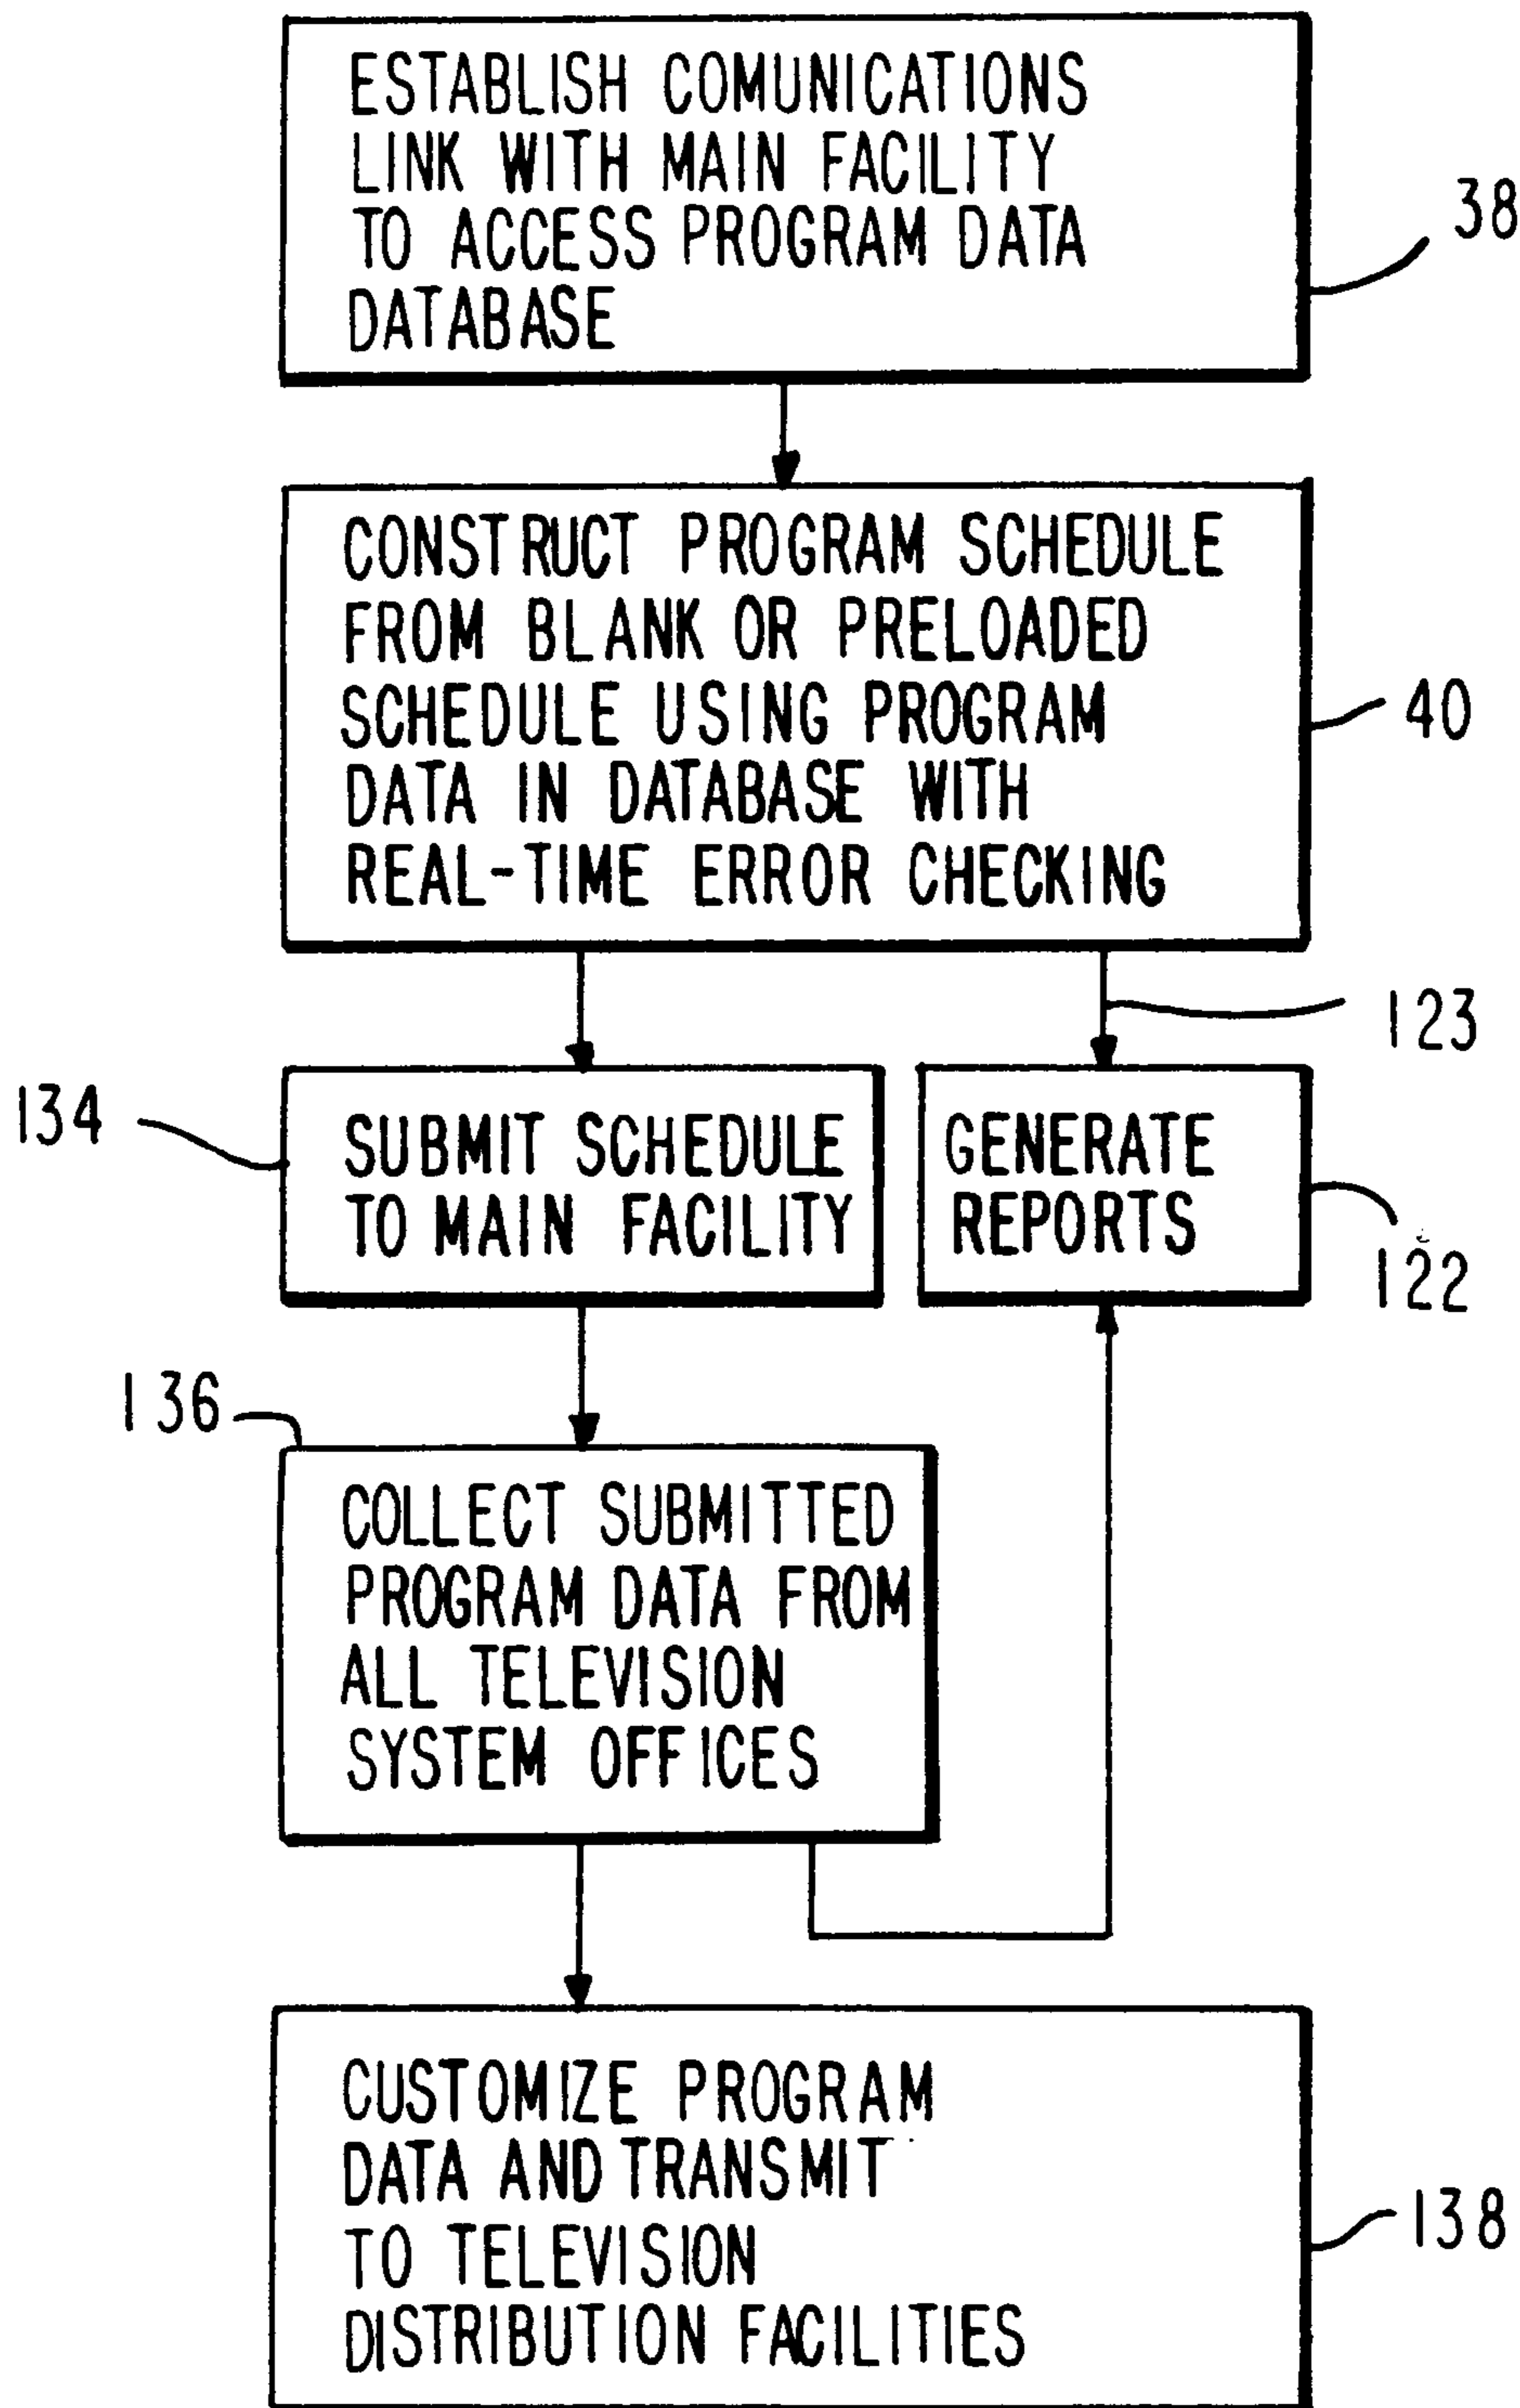 ESTABLISH COMUNICATIONS
LINK WITH MAIN FACILITY
TO ACCESS PROGRAM DATA
DATABASE
38
CONSTRUCT PROGRAM SCHEDULE
FROM BLANK OR PRELOADED
SCHEDULE USING PROGRAM
DATA IN DATABASE WITH
REAL-TIME ERROR CHECKING
40
123
134
SUBMIT SCHEDULE
TO MAIN FACILITY
GENERATE
REPORTS
122
136
COLLECT SUBMITTED
PROGRAM DATA FROM
ALL TELEVISION
SYSTEM OFFICES
CUSTOMIZE PROGRAM
DATA AND TRANSMIT
TO TELEVISION
DISTRIBUTION FACILITIES
138